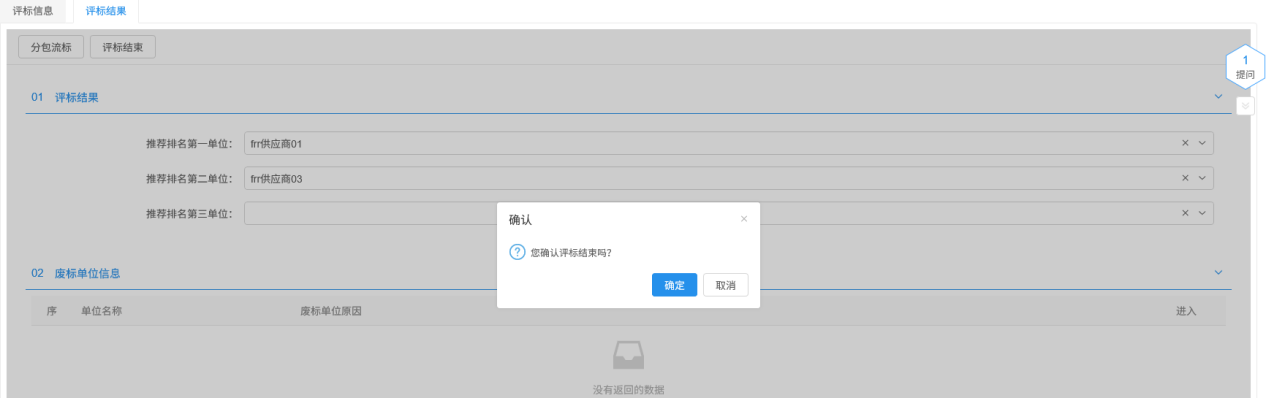 评标信息 评标结果
分包流标 评标结束
1
提问
01 评标结果
推荐排名第一单位： frr供应商01
推荐排名第二单位： frr供应商03
推荐排名第三单位：
确认
您确认评标结束吗？
确定 取消
02 废标单位信息
序 单位名称 废标单位原因 进入
没有返回的数据